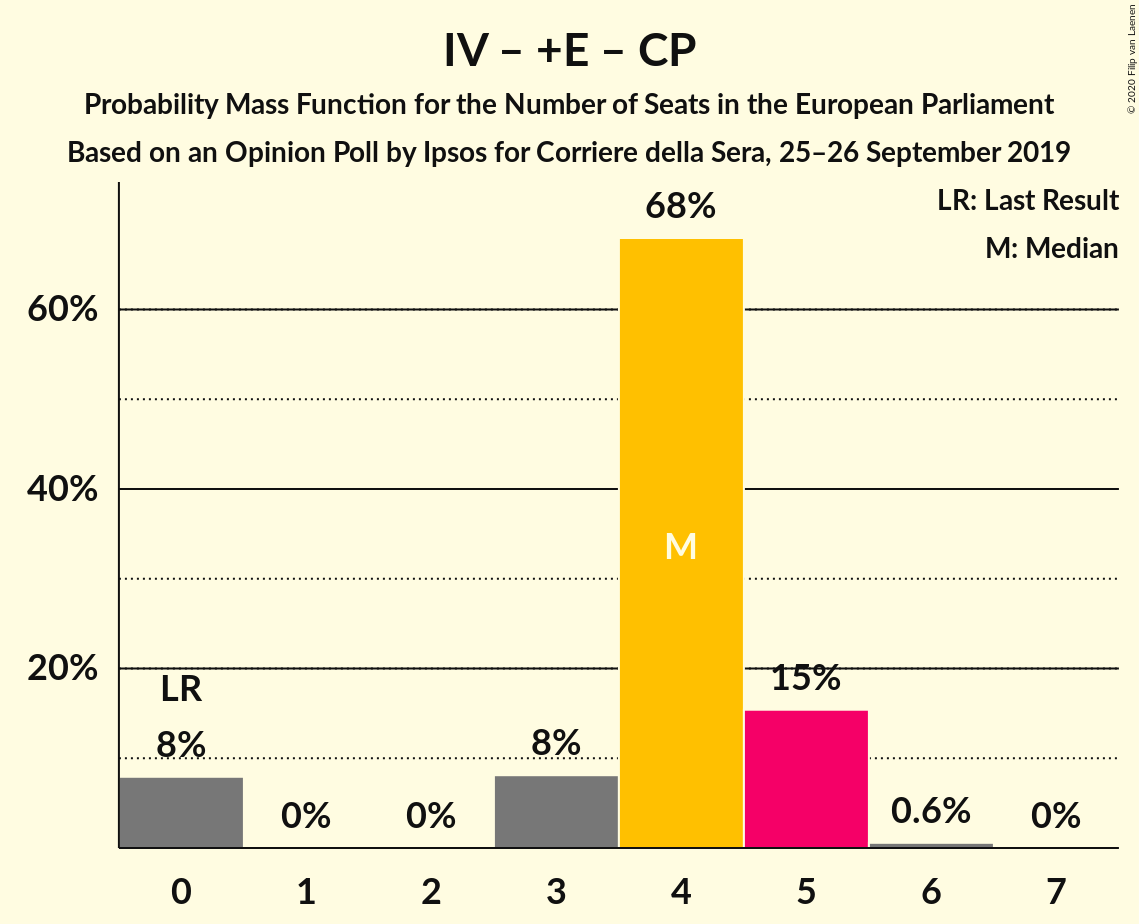 IV – +E – CP
Probability Mass Function for the Number of Seats in the European Parliament
Based on an Opinion Poll by Ipsos for Corriere della Sera, 25–26 September 2019
© 2020 Filip van Laenen
LR: Last Result
M: Median
68%
60%
40%
M
20%
15%
LR
8%
8%
0%
0%
0.6%
0%
0 1 2 3 4 5 6 7